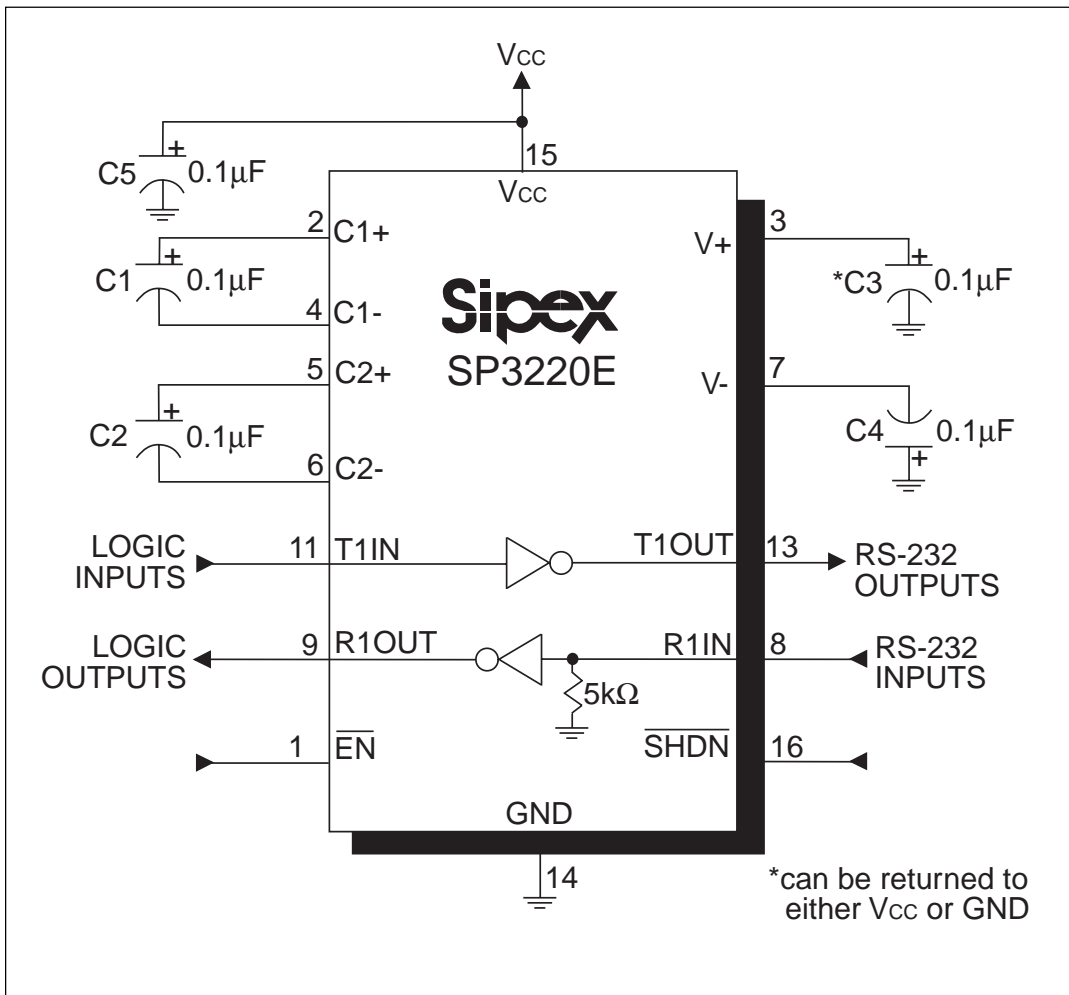 VCC
15
VCC
C5
+
0.1µF
2
C1+
C1
+
0.1µF
4
C1-
5
C2+
C2
+
0.1µF
6
C2-
Sipex
SP3220E
V+
3
*C3
+
0.1µF
V-
7
C4
0.1µF
+
LOGIC
INPUTS
11
T1IN
T1OUT
13
RS-232
OUTPUTS
LOGIC
OUTPUTS
9
R1OUT
R1IN
8
RS-232
INPUTS
5kΩ
1
EN
SHDN
16
GND
14
*can be returned to
either VCC or GND